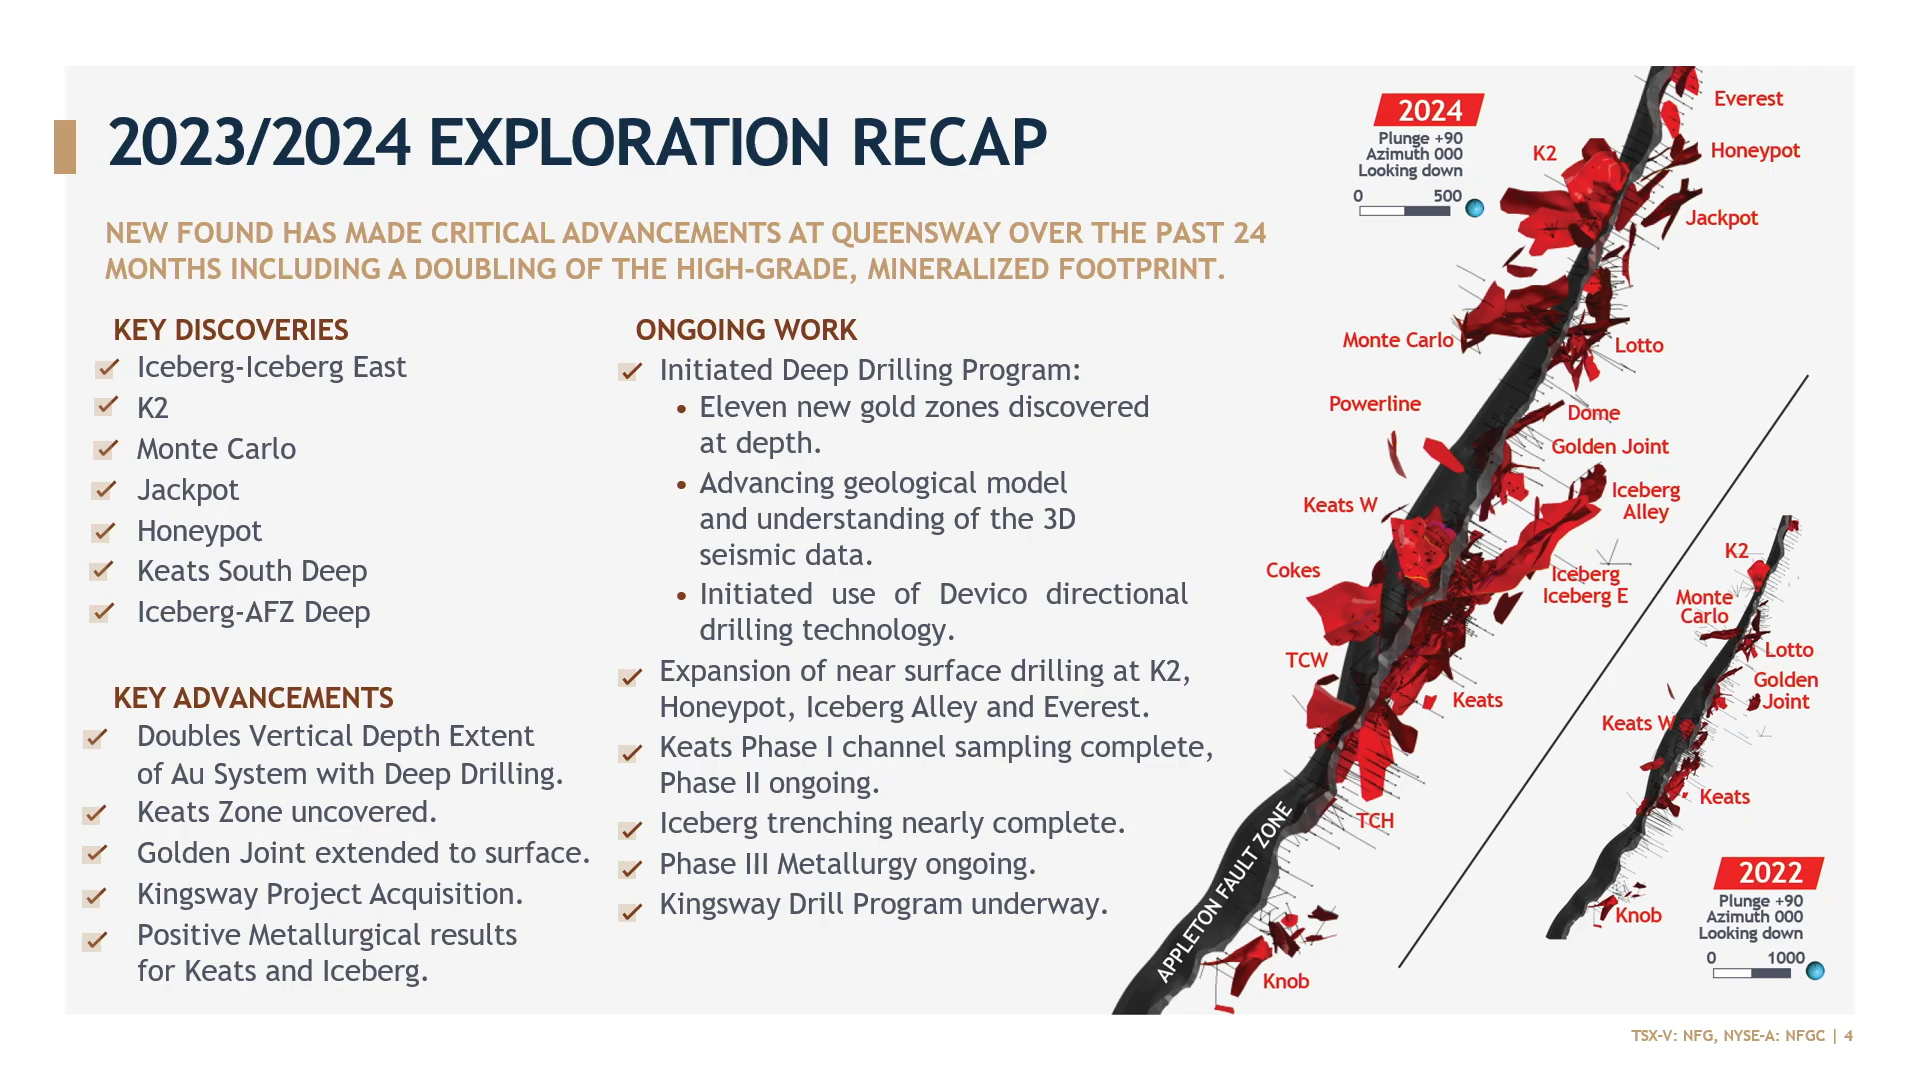 2023/2024 EXPLORATION RECAP
NEW FOUND HAS MADE CRITICAL ADVANCEMENTS AT QUEENSWAY OVER THE PAST 24
MONTHS INCLUDING A DOUBLING OF THE HIGH-GRADE, MINERALIZED FOOTPRINT.
KEY DISCOVERIES
Iceberg-Iceberg East
K2
Monte Carlo
Jackpot
Honeypot
Keats South Deep
Iceberg-AFZ Deep
KEY ADVANCEMENTS
Doubles Vertical Depth Extent
of Au System with Deep Drilling.
Keats Zone uncovered.
Golden Joint extended to surface.
Kingsway Project Acquisition.
Positive Metallurgical results
for Keats and Iceberg.
ONGOING WORK
Initiated Deep Drilling Program:
• Eleven new gold zones discovered
at depth.
• Advancing geological model
and understanding of the 3D
seismic data.
• Initiated use of Devico directional
drilling technology.
Expansion of near surface drilling at K2,
Honeypot, Iceberg Alley and Everest.
Keats Phase I channel sampling complete,
Phase II ongoing.
Iceberg trenching nearly complete.
Phase III Metallurgy ongoing.
Kingsway Drill Program underway.
2024
Plunge +90
Azimuth 000
Looking down
0 500
Everest
K2
Honeypot
Jackpot
Monte Carlo
Lotto
Powerline
Dome
Golden Joint
Iceberg
Alley
Keats W
Cokes
Iceberg
Iceberg E
TCW
Keats
TCH
APPLETON FAULT ZONE
Knob
K2
Monte
Carlo
Lotto
Golden
Joint
Keats W
Keats
Knob
2022
Plunge +90
Azimuth 000
Looking down
0 1000
TSX-V: NFG, NYSE-A: NFGC | 4